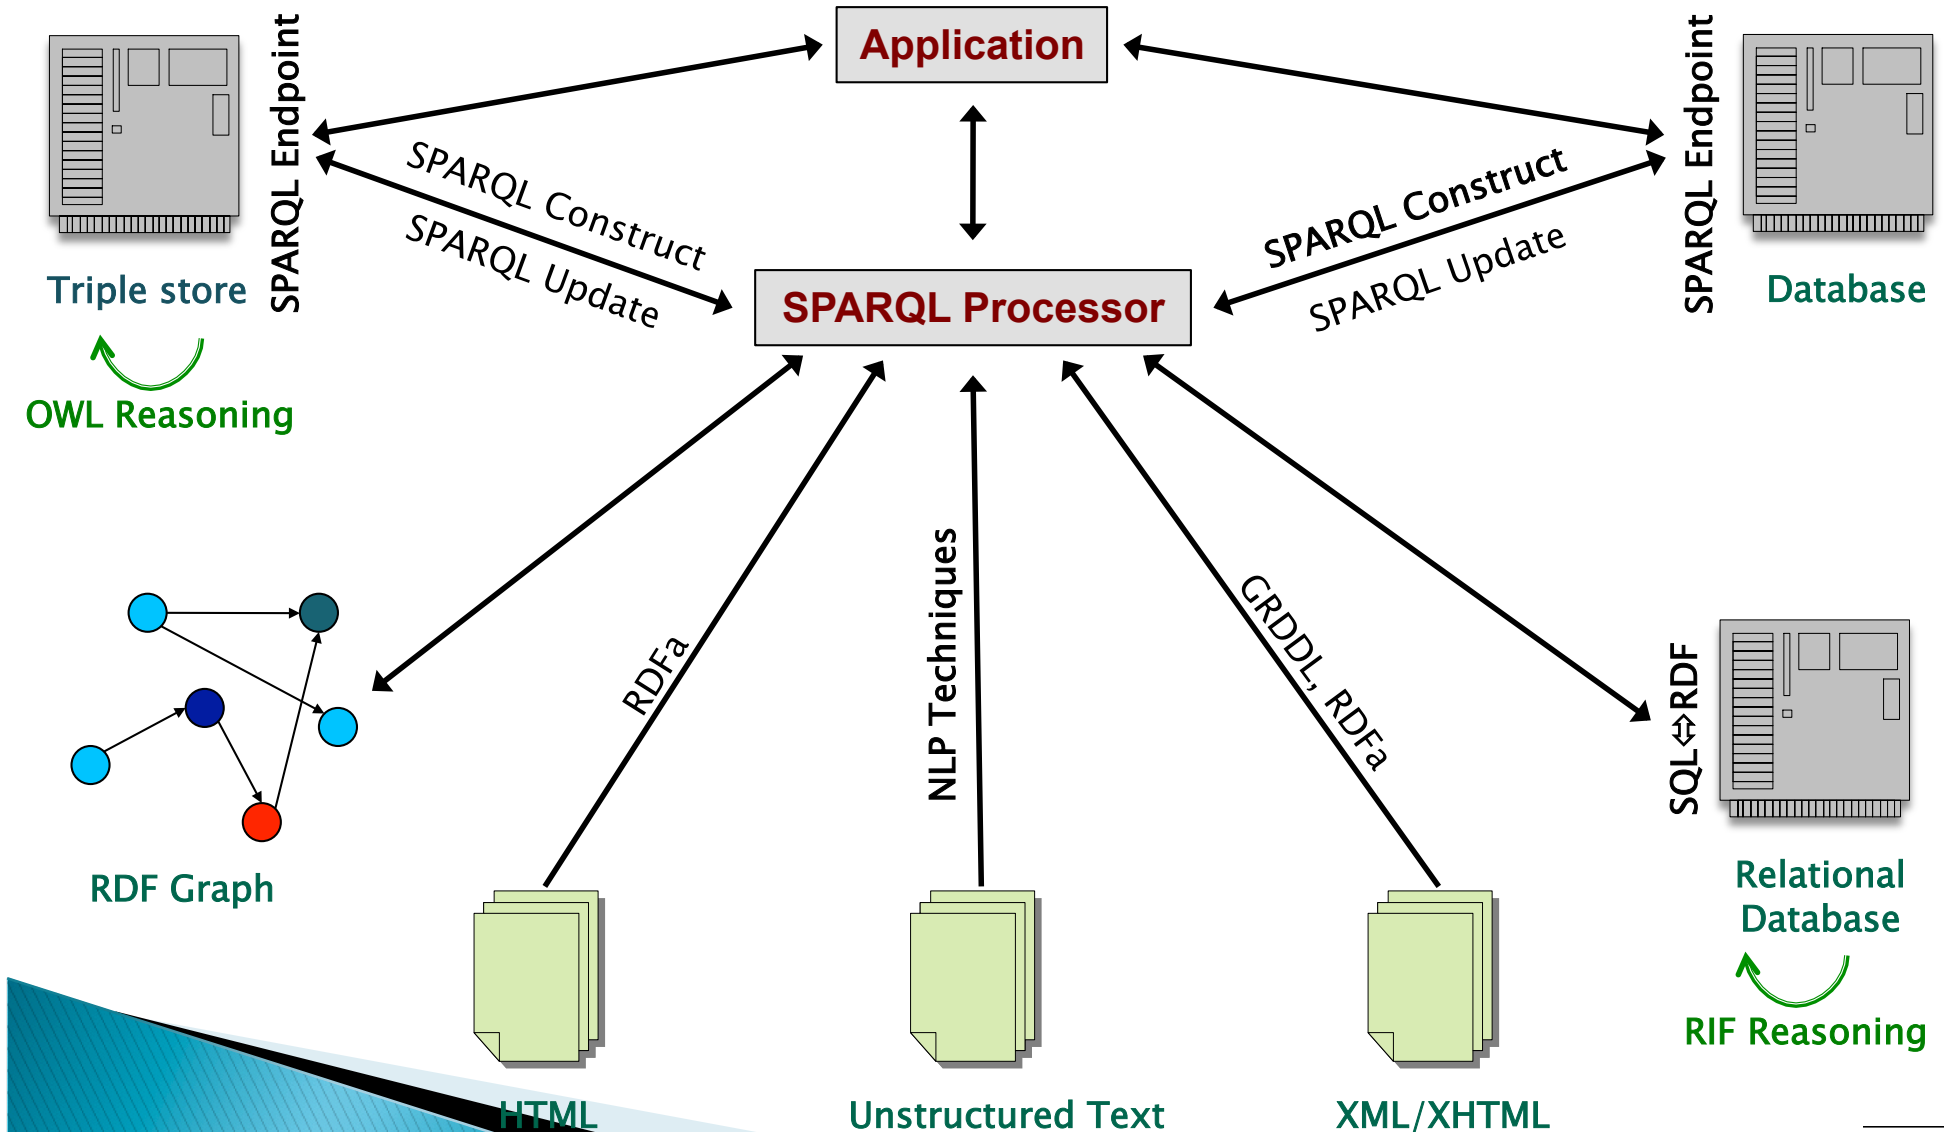 Application
SPARQL Endpoint
SPARQL Endpoint
SPARQL Construct
SPARQL Update
SPARQL Construct
SPARQL Update
Triple store
SPARQL Processor
Database
OWL Reasoning
RDFa
NLP Techniques
GRDDL, RDFa
SQL⇔RDF
RDF Graph
Relational
Database
RIF Reasoning
HTML
Unstructured Text
XML/XHTML